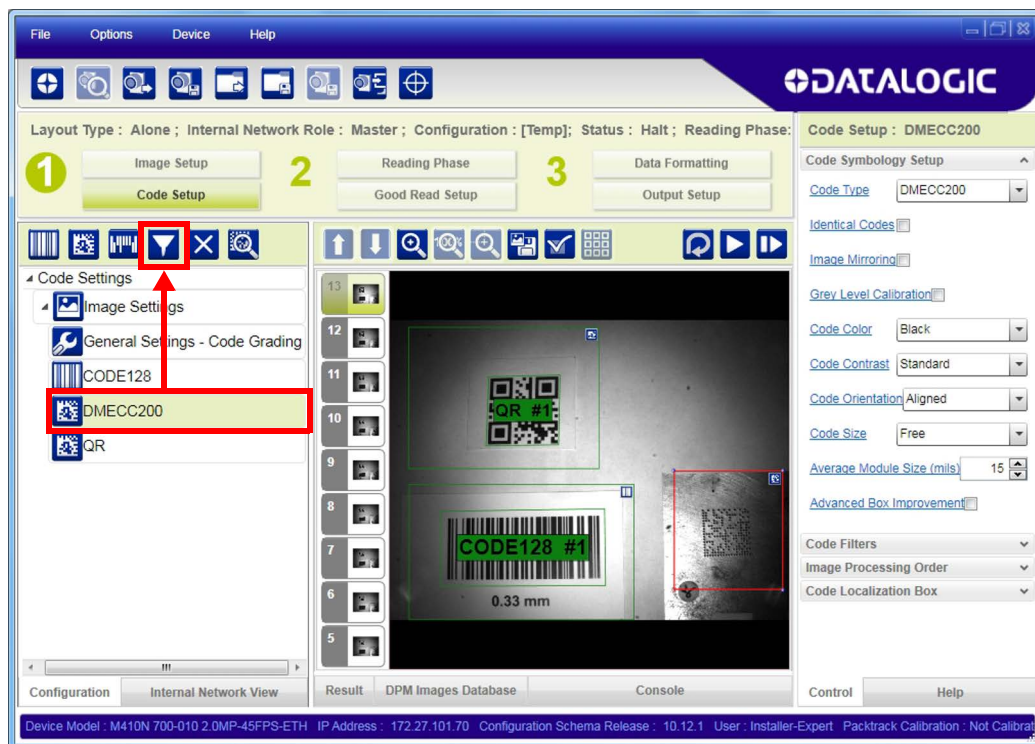 File Options Device Help
DATALOGIC
Layout Type : Alone ; Internal Network Role : Master ; Configuration : [Temp]; Status : Halt ; Reading Phase:
1
Image Setup
Code Setup
2
Reading Phase
Good Read Setup
3
Data Formatting
Output Setup
Code Settings
Image Settings
General Settings - Code Grading
CODE128
DMECC200
QR
Configuration
Internal Network View
100%
13
12
11
10
9
8
7
6
5
QR #1
CODE128 #1
0.33 mm
Result
DPM Images Database
Console
Code Setup : DMECC200
Code Symbology Setup
Code Type DMECC200
Identical Codes
Image Mirroring
Grey Level Calibration
Code Color Black
Code Contrast Standard
Code Orientation Aligned
Code Size Free
Average Module Size (mils) 15
Advanced Box Improvement
Code Filters
Image Processing Order
Code Localization Box
Control
Help
Device Model : M410N 700-010 2.0MP-45FPS-ETH IP Address : 172.27.101.70 Configuration Schema Release : 10.12.1 User : Installer-Expert Packtrack Calibration : Not Calibrat